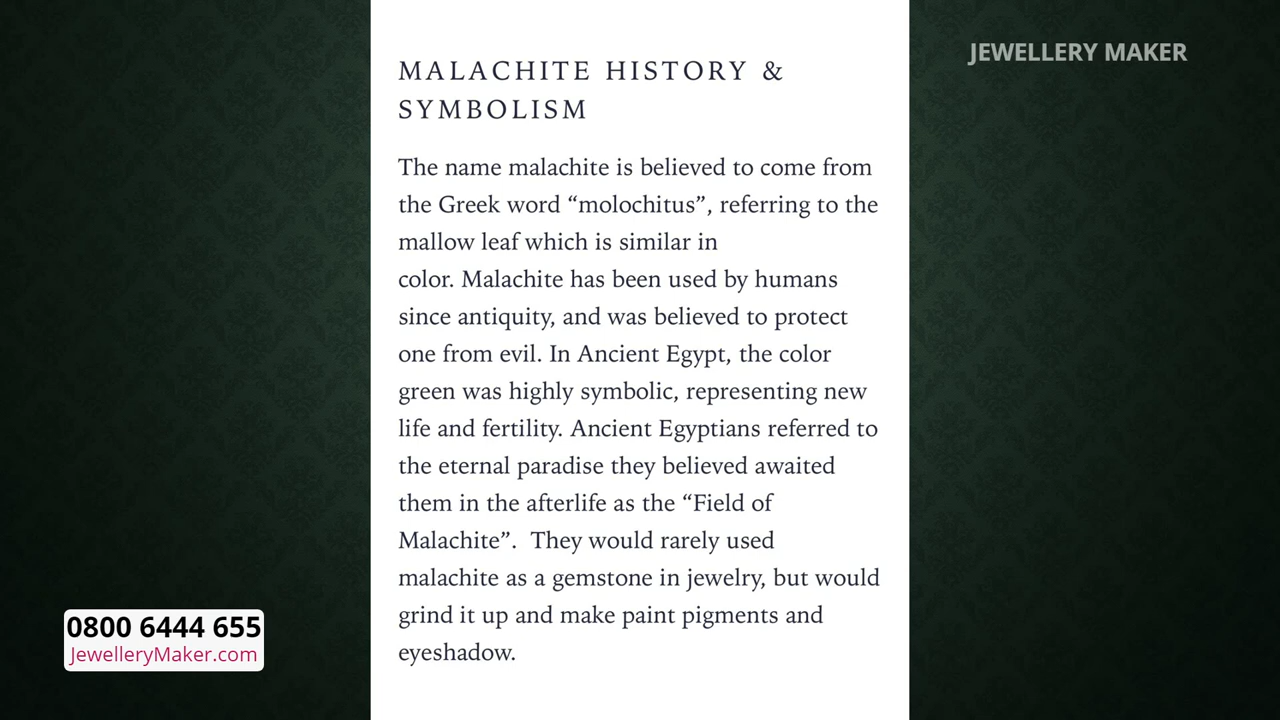 JEWELLERY MAKER
MALACHITE HISTORY &
SYMBOLISM
The name malachite is believed to come from
the Greek word “molochitus”, referring to the
mallow leaf which is similar in
color. Malachite has been used by humans
since antiquity, and was believed to protect
one from evil. In Ancient Egypt, the color
green was highly symbolic, representing new
life and fertility. Ancient Egyptians referred to
the eternal paradise they believed awaited
them in the afterlife as the “Field of
Malachite”.  They would rarely used
malachite as a gemstone in jewelry, but would
grind it up and make paint pigments and
eyeshadow.
0800 6444 655
JewelleryMaker.com